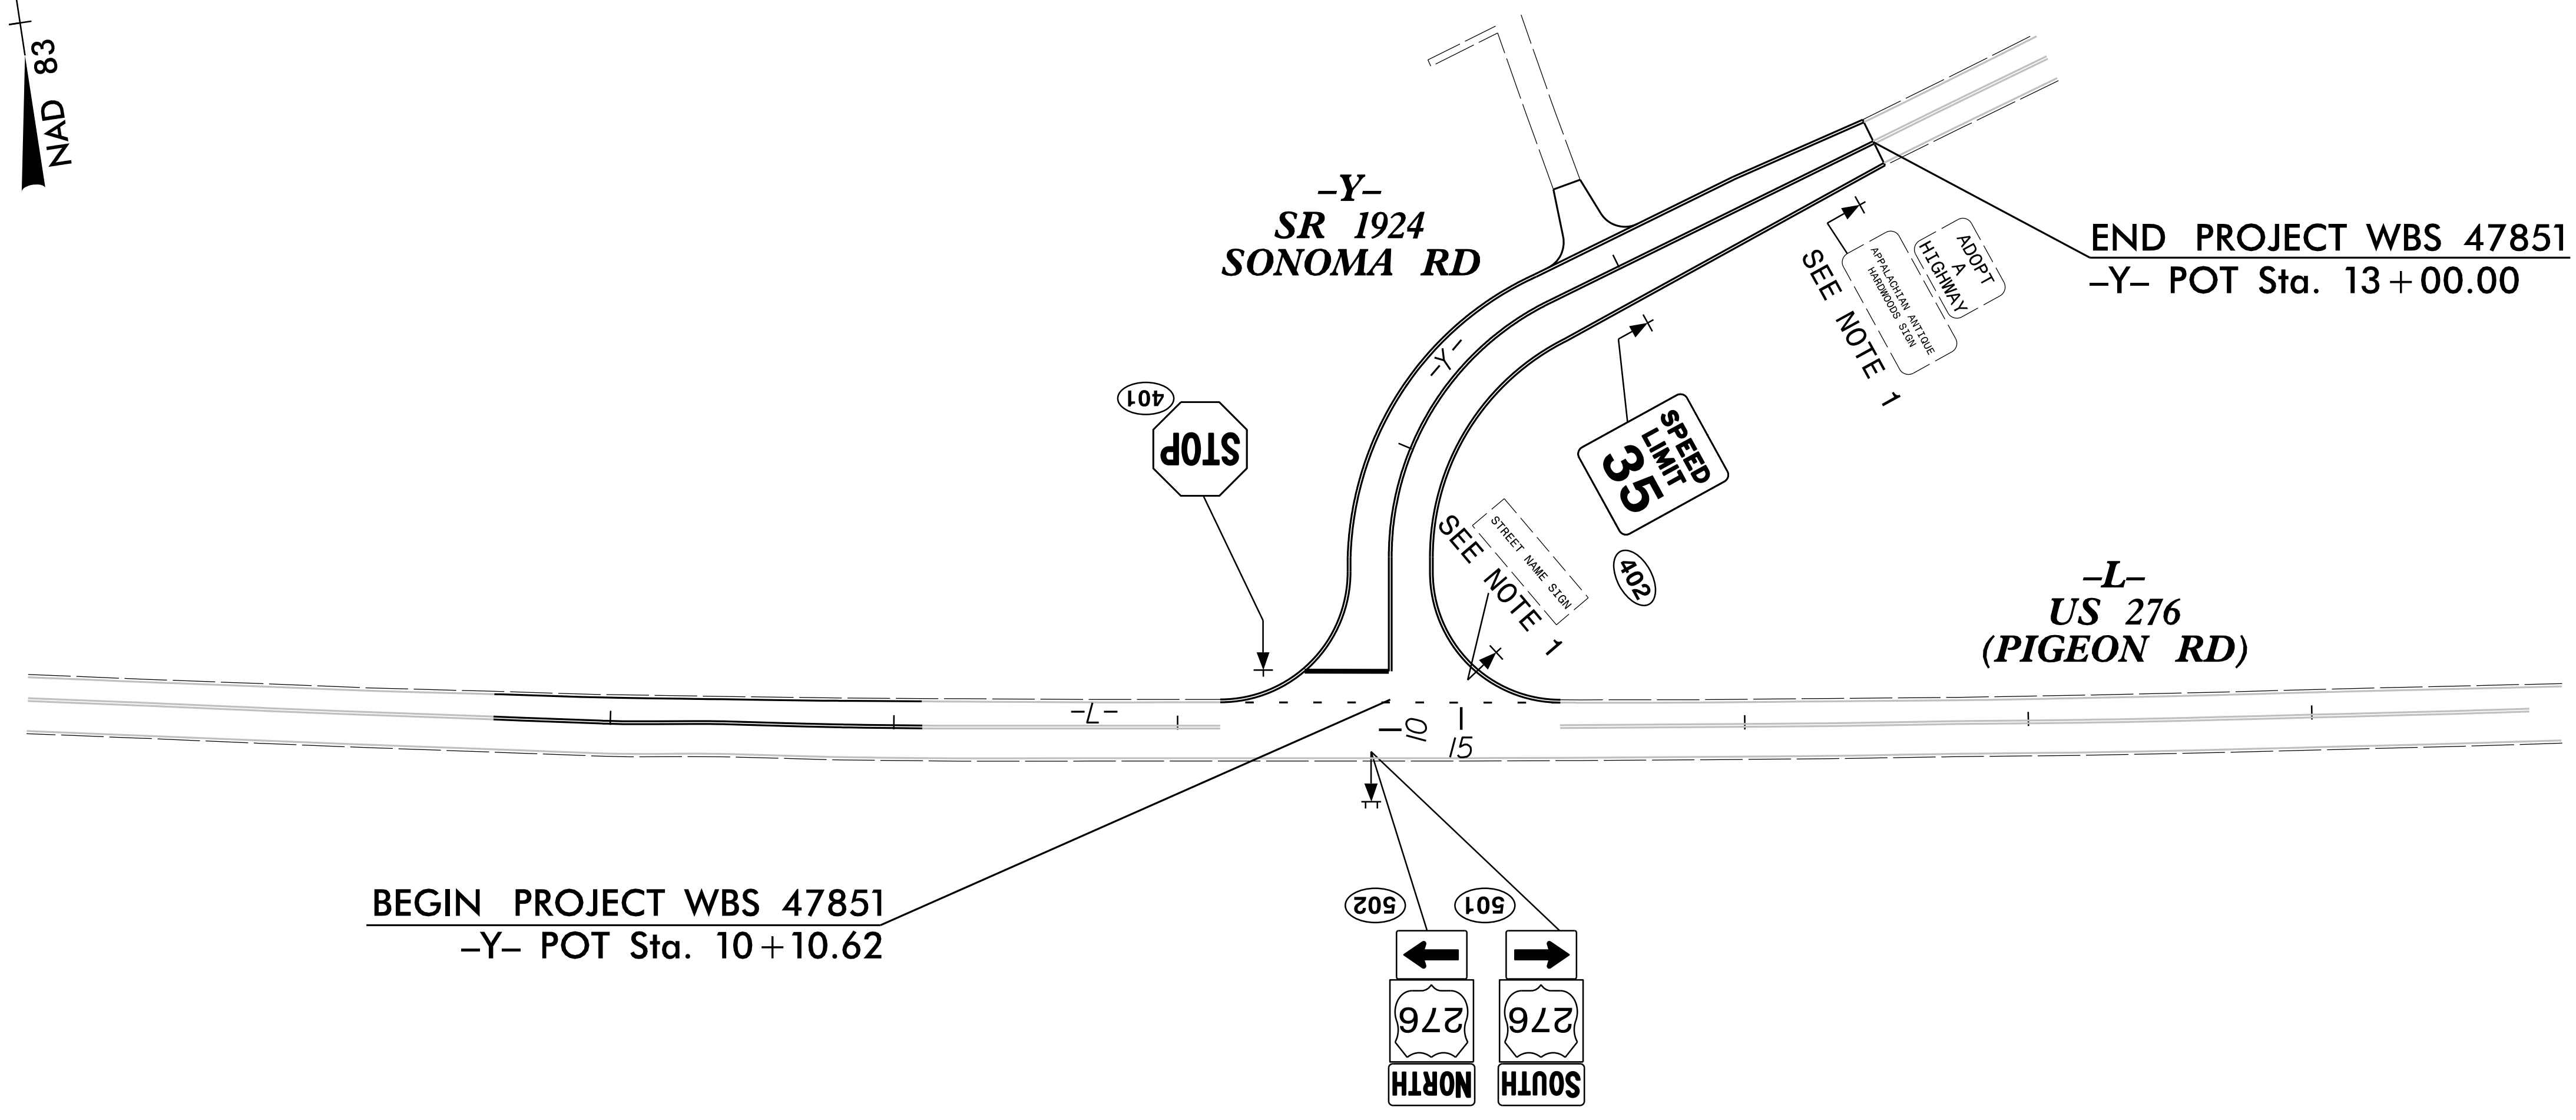 NAD 83
–Y–
SR 1924
SONOMA RD
END PROJECT WBS 47851
–Y– POT Sta. 13+00.00
ADOPT
A
HIGHWAY
APPALACHIAN ANTIQUE
HARDWOODS SIGN
SEE NOTE 1
–Y–
401
STOP
SPEED
LIMIT
35
402
STREET NAME SIGN
SEE NOTE 1
–L–
US 276
(PIGEON RD)
–L–
10
15
BEGIN PROJECT WBS 47851
–Y– POT Sta. 10+10.62
502
501
276
276
NORTH
SOUTH